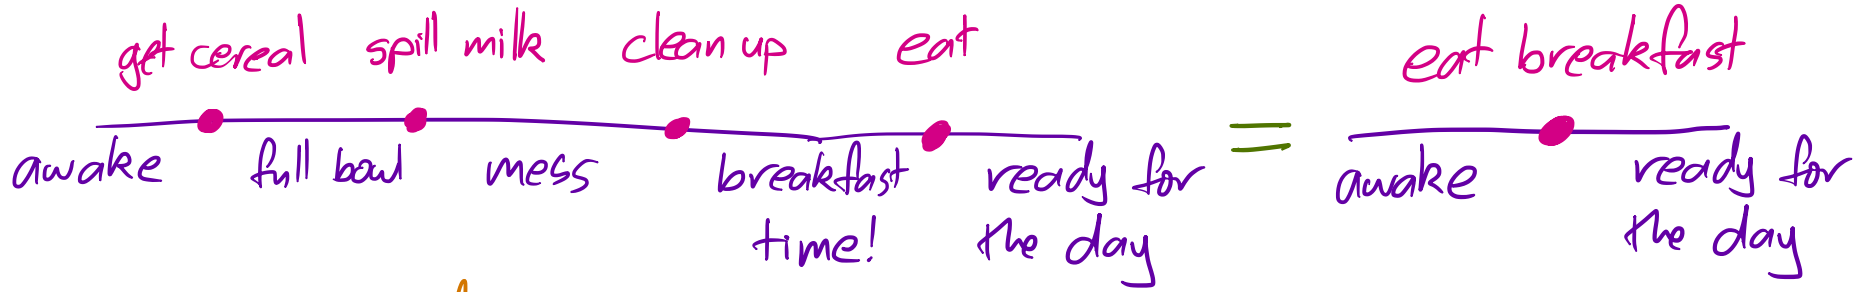 get cereal spill milk clean up eat = eat breakfast
awake full bowl mess breakfast time! ready for the day awake ready for the day